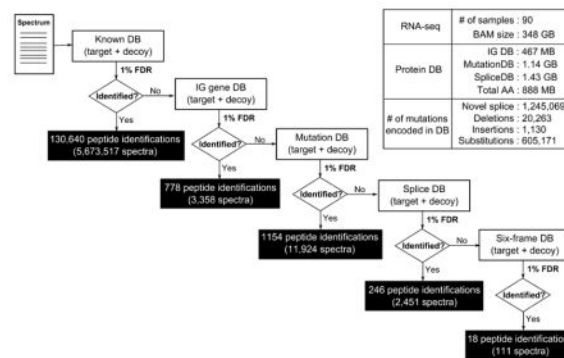 Spectrum
Known DB
(target + decoy)
1% FDR
Identified?
No
Yes
130,640 peptide identifications
(5,673,517 spectra)
IG gene DB
(target + decoy)
1% FDR
Identified?
No
Yes
778 peptide identifications
(3,358 spectra)
Mutation DB
(target + decoy)
1% FDR
Identified?
No
Yes
1154 peptide identifications
(11,924 spectra)
Splice DB
(target + decoy)
1% FDR
Identified?
No
Yes
246 peptide identifications
(2,451 spectra)
Six-frame DB
(target + decoy)
1% FDR
Identified?
Yes
18 peptide identification
(111 spectra)
RNA-seq
# of samples : 90
BAM size : 348 GB
Protein DB
IG DB : 467 MB
MutationDB : 1.14 GB
SpliceDB : 1.43 GB
Total AA : 888 MB
# of mutations
encoded in DB
Novel splice : 1,245,069
Deletions : 20,263
Insertions : 1,130
Substitutions : 605,171